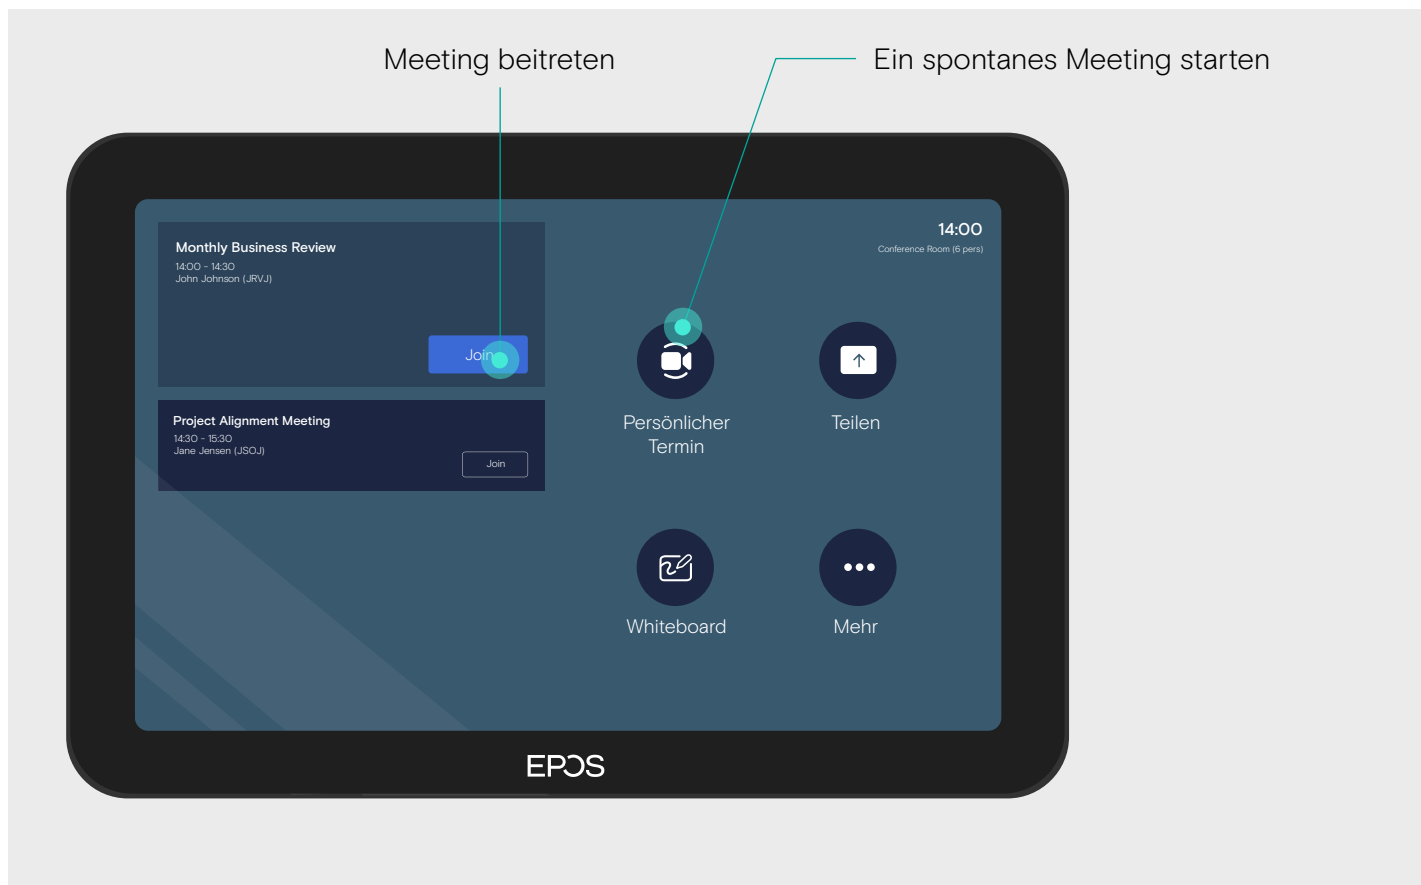 Meeting beitreten
Ein spontanes Meeting starten
Monthly Business Review
14:00 - 14:30
John Johnson (JRVJ)
Join
Project Alignment Meeting
14:30 - 15:30
Jane Jensen (JSOJ)
Join
14:00
Conference Room (6 pers)
Persönlicher
Termin
Teilen
Whiteboard
Mehr
EPOS